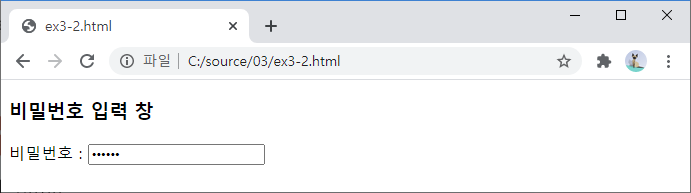 ex3-2.html
파일 C:/source/03/ex3-2.html
비밀번호 입력 창
비밀번호 : ••••••